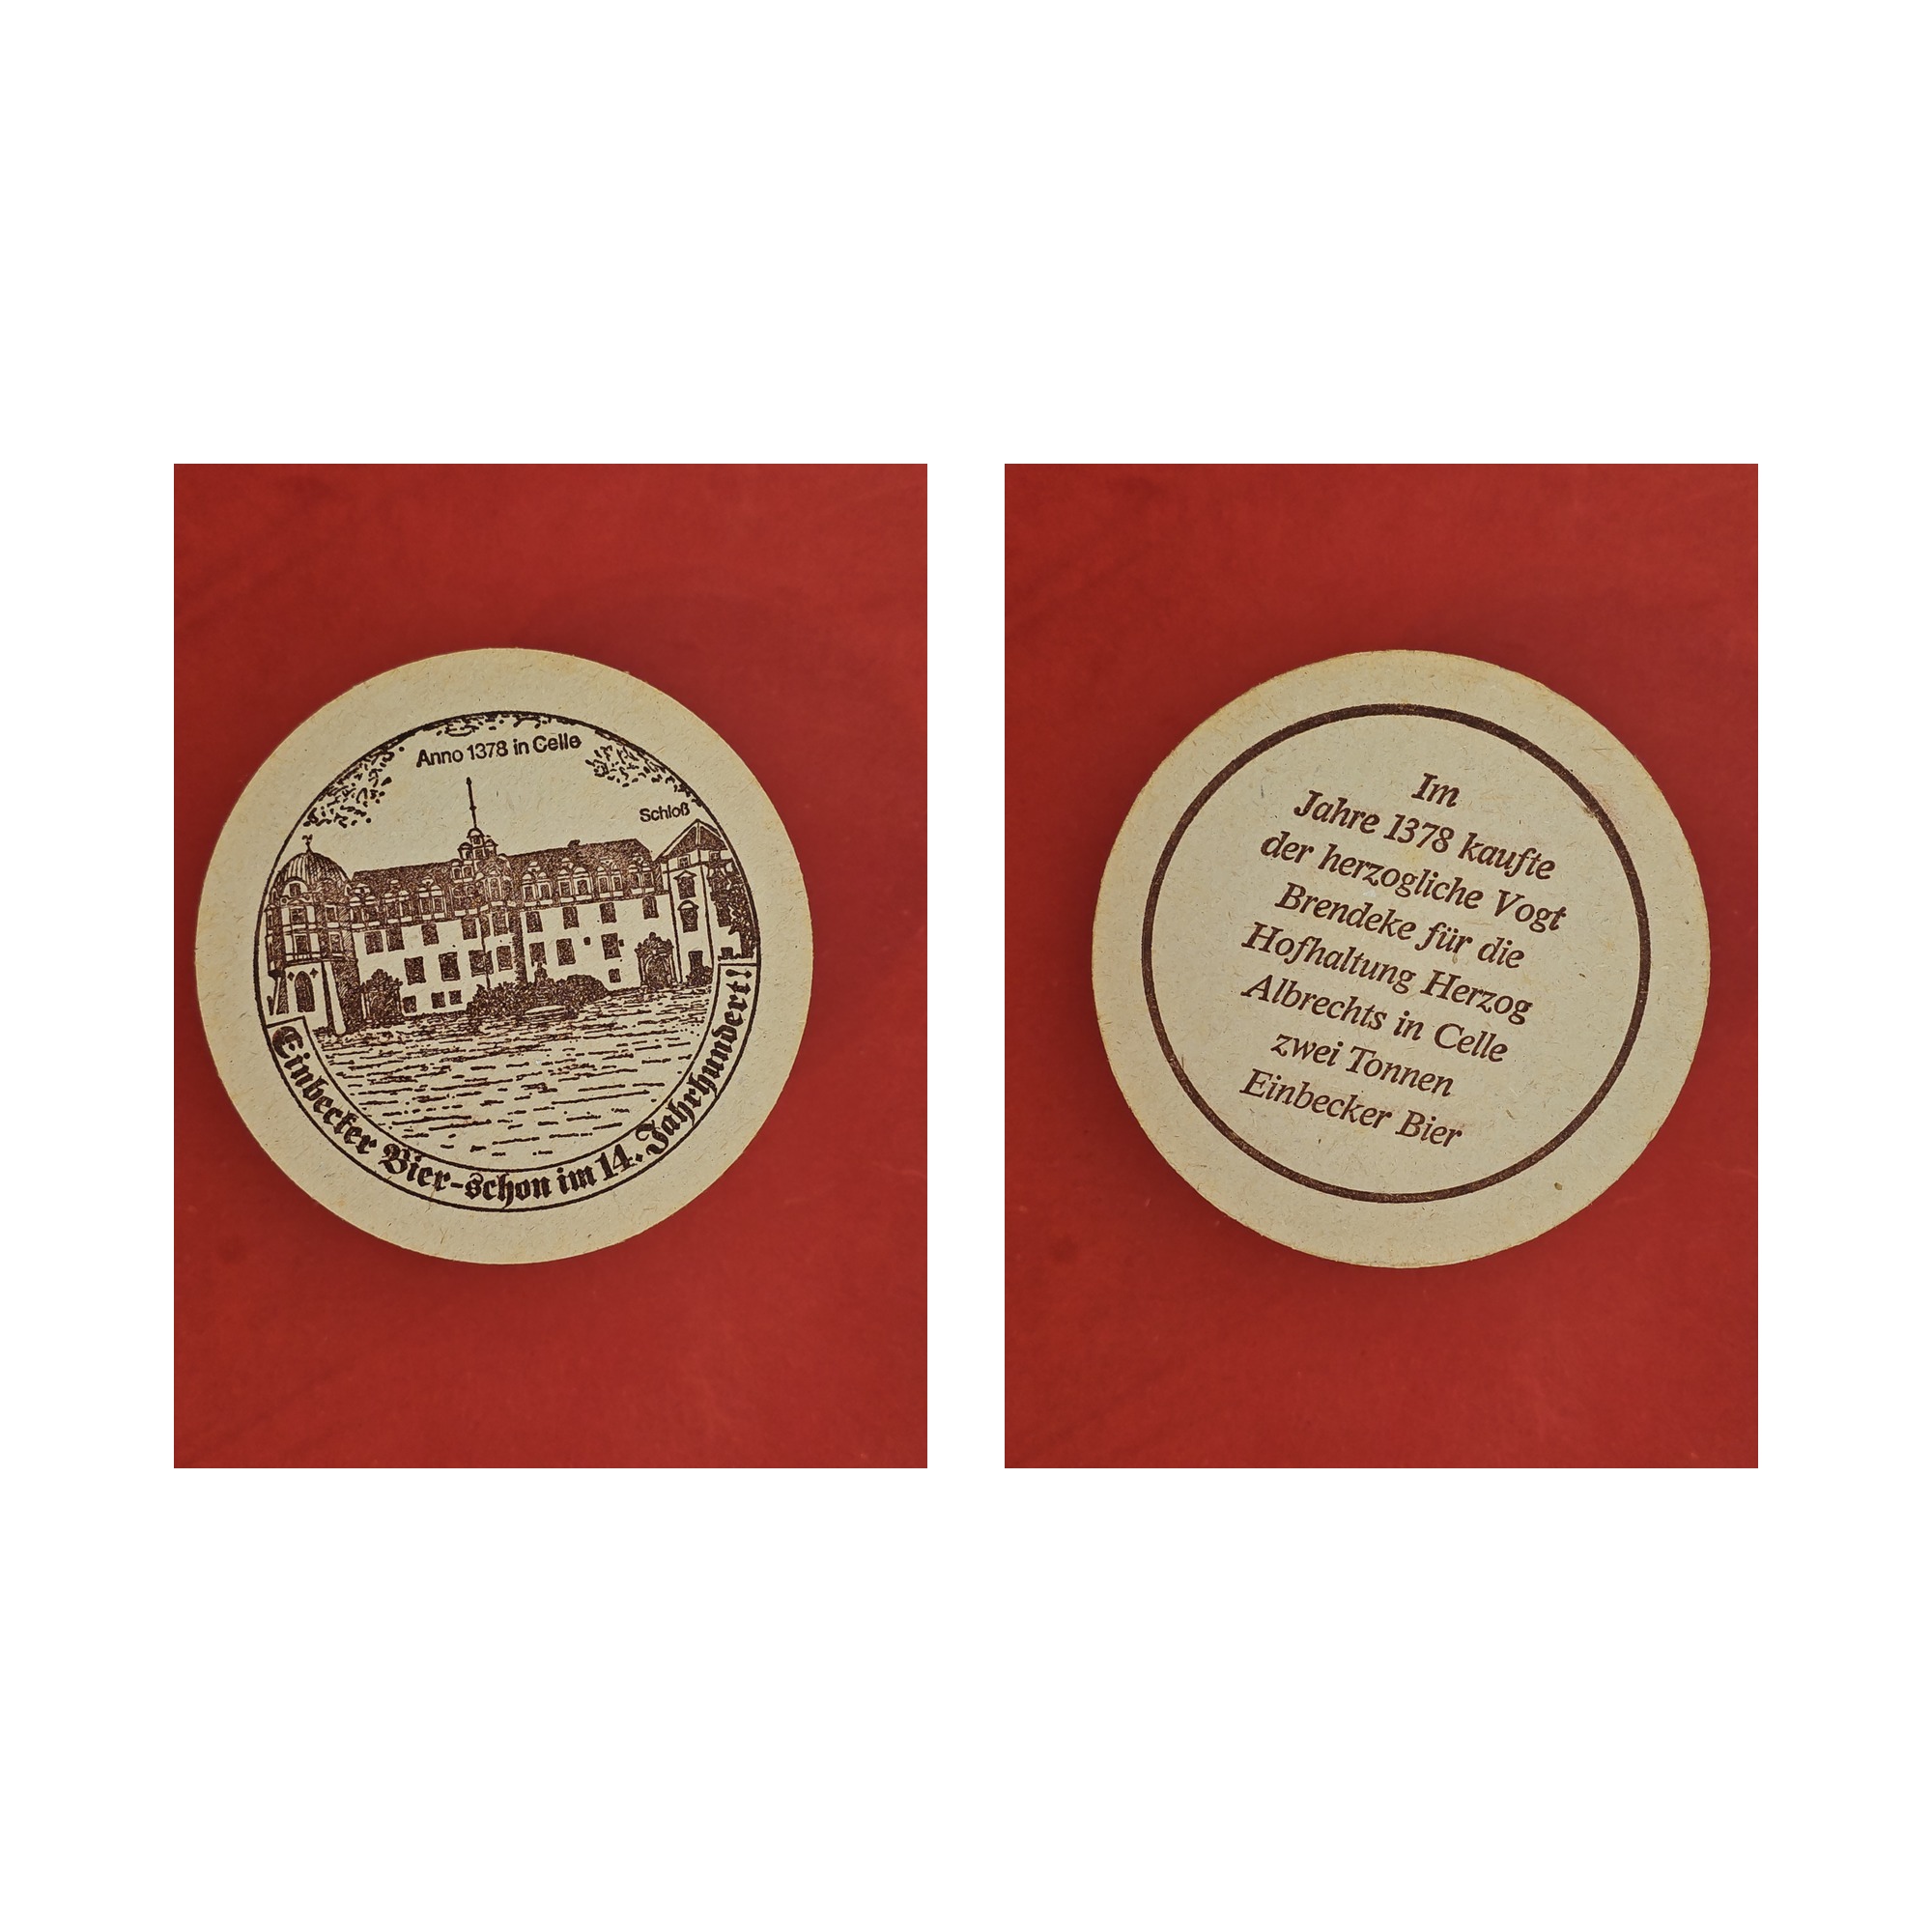 Anno 1378 in Celle
Schloß
Einbecker Bier-schon im 14. Jahrhundert!
Im
Jahre 1378 kaufte
der herzogliche Vogt
Brendeke für die
Hofhaltung Herzog
Albrechts in Celle
zwei Tonnen
Einbecker Bier